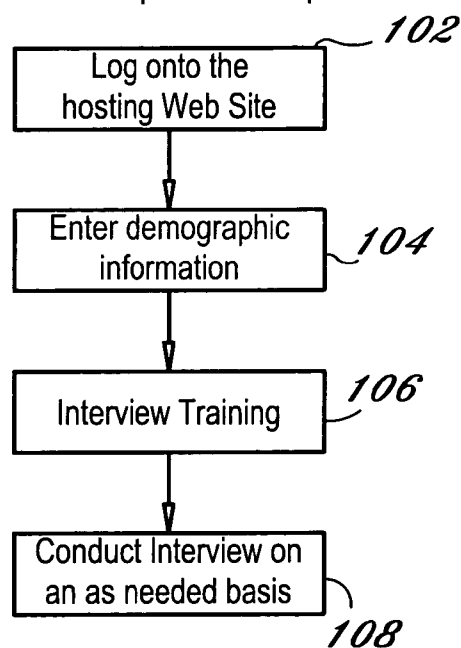 102
Log onto the
hosting Web Site
Enter demographic
information
104
Interview Training
106
Conduct Interview on
an as needed basis
108